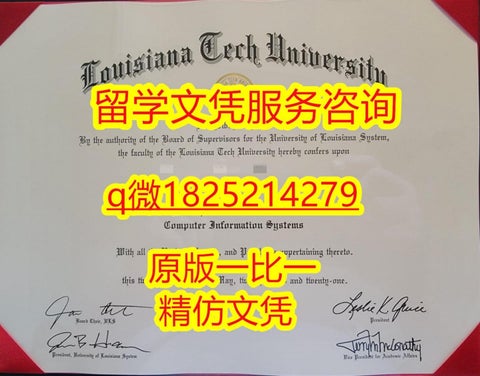 Louisiana Tech University
留学文凭服务咨询
By the authority of the Board of Supervisors for the University of Louisiana System,
the faculty of the Louisiana Tech University hereby confers upon
q微1825214279
Computer Information Systems
With all appertaining thereto.
原版一比一
this and twenty-one.
精仿文凭
President
President, University of Louisiana System
Vice President for Academic Affairs